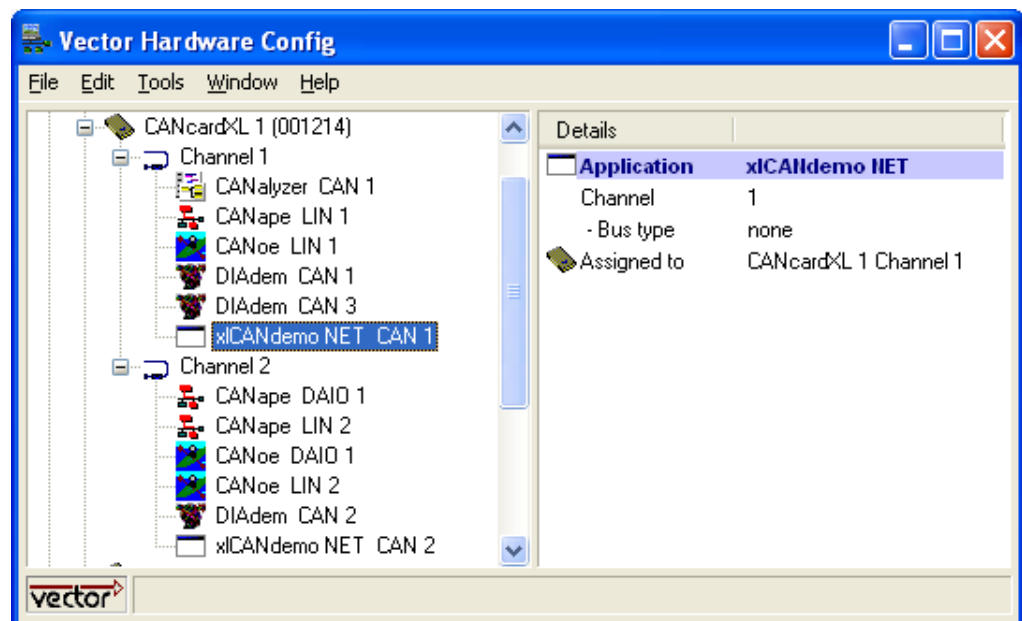 Vector Hardware Config
File Edit Tools Window Help
CANcardXL 1 (001214)
Channel 1
CANalyzer CAN 1
CANape LIN 1
CANoe LIN 1
DIAdem CAN 1
DIAdem CAN 3
xlCANdemo NET CAN 1
Channel 2
CANape DAIO 1
CANape LIN 2
CANoe DAIO 1
CANoe LIN 2
DIAdem CAN 2
xlCANdemo NET CAN 2
Details
Application xlCANdemo NET
Channel 1
- Bus type none
Assigned to CANcardXL 1 Channel 1
vector